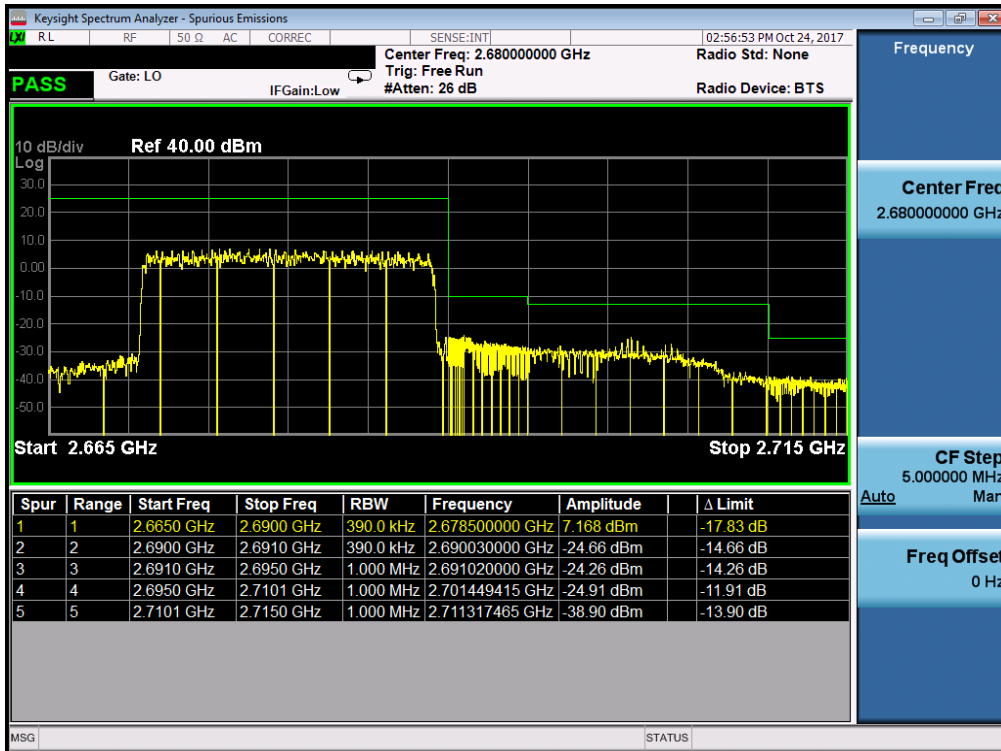 Keysight Spectrum Analyzer - Spurious Emissions
LXI RL RF 50 Ω AC CORREC SENSE:INT 02:56:53 PM Oct 24, 2017
Center Freq: 2.680000000 GHz Radio Std: None
PASS Gate: LO Trig: Free Run
IFGain:Low #Atten: 26 dB Radio Device: BTS
10 dB/div Ref 40.00 dBm
Log
30.0
20.0
10.0
0.00
-10.0
-20.0
-30.0
-40.0
-50.0
Start 2.665 GHz Stop 2.715 GHz
Spur Range Start Freq Stop Freq RBW Frequency Amplitude Δ Limit
1 1 2.6650 GHz 2.6900 GHz 390.0 kHz 2.678500000 GHz 7.168 dBm -17.83 dB
2 2 2.6900 GHz 2.6910 GHz 390.0 kHz 2.690030000 GHz -24.66 dBm -14.66 dB
3 3 2.6910 GHz 2.6950 GHz 1.000 MHz 2.691020000 GHz -24.26 dBm -14.26 dB
4 4 2.6950 GHz 2.7101 GHz 1.000 MHz 2.701449415 GHz -24.91 dBm -11.91 dB
5 5 2.7101 GHz 2.7150 GHz 1.000 MHz 2.711317465 GHz -38.90 dBm -13.90 dB
MSG STATUS
Frequency
Center Freq
2.680000000 GHz
CF Step
5.000000 MHz
Auto Man
Freq Offset
0 Hz